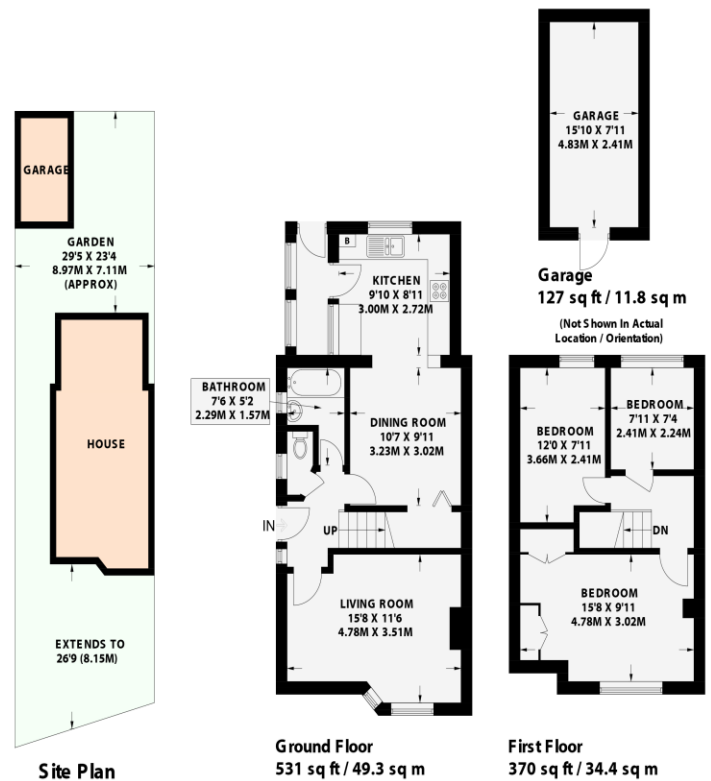 GARAGE
GARDEN
29'5 X 23'4
8.97M X 7.11M
(APPROX)
HOUSE
EXTENDS TO
26'9 (8.15M)
Site Plan
B
KITCHEN
9'10 X 8'11
3.00M X 2.72M
BATHROOM
7'6 X 5'2
2.29M X 1.57M
DINING ROOM
10'7 X 9'11
3.23M X 3.02M
IN
UP
LIVING ROOM
15'8 X 11'6
4.78M X 3.51M
Ground Floor
531 sq ft / 49.3 sq m
GARAGE
15'10 X 7'11
4.83M X 2.41M
Garage
127 sq ft / 11.8 sq m
(Not Shown In Actual
Location / Orientation)
BEDROOM
12'0 X 7'11
3.66M X 2.41M
BEDROOM
7'11 X 7'4
2.41M X 2.24M
DN
BEDROOM
15'8 X 9'11
4.78M X 3.02M
First Floor
370 sq ft / 34.4 sq m